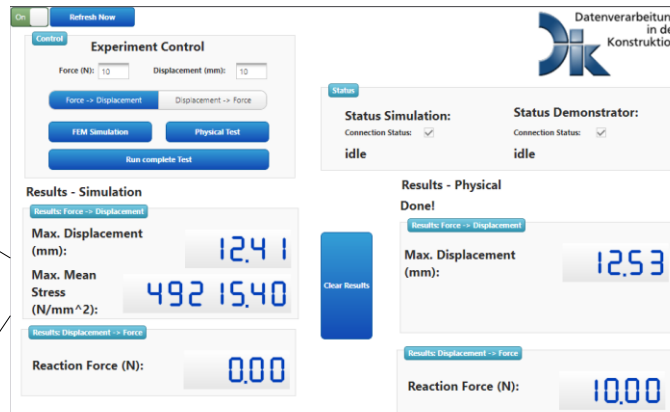 On
Refresh Now
Control
Experiment Control
Force (N): 10 Displacement (mm): 10
Force -> Displacement Displacement -> Force
FEM Simulation Physical Test
Run complete Test
Datenverarbeitun
in de
Konstruktio
Dik
Status
Status Simulation: Status Demonstrator:
Connection Status: Connection Status:
idle idle
Results - Simulation
Results: Force -> Displacement
Max. Displacement
(mm):
12.41
Max. Mean
Stress
(N/mm^2):
49215.40
Results: Displacement -> Force
Reaction Force (N): 0.00
Clear Results
Results - Physical
Done!
Results: Force -> Displacement
Max. Displacement
(mm):
12.53
Results: Displacement -> Force
Reaction Force (N): 10.00